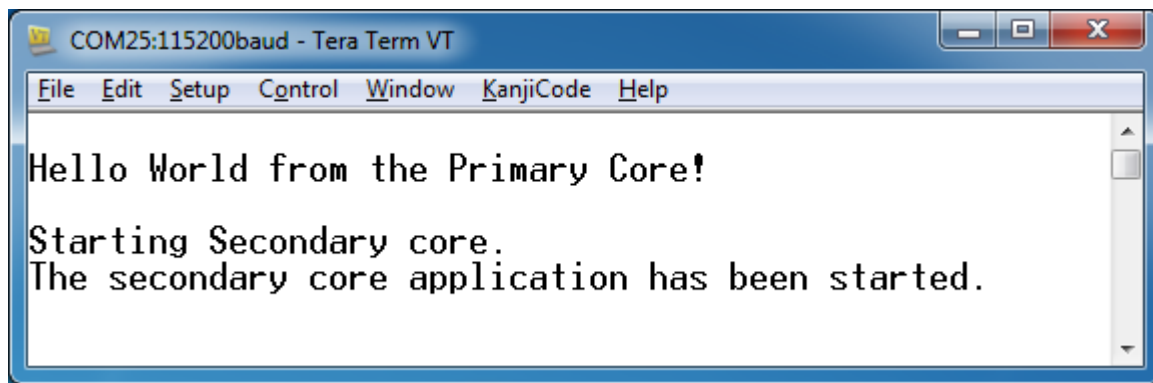 COM25:115200baud - Tera Term VT
File Edit Setup Control Window KanjiCode Help
Hello World from the Primary Core!
Starting Secondary core.
The secondary core application has been started.